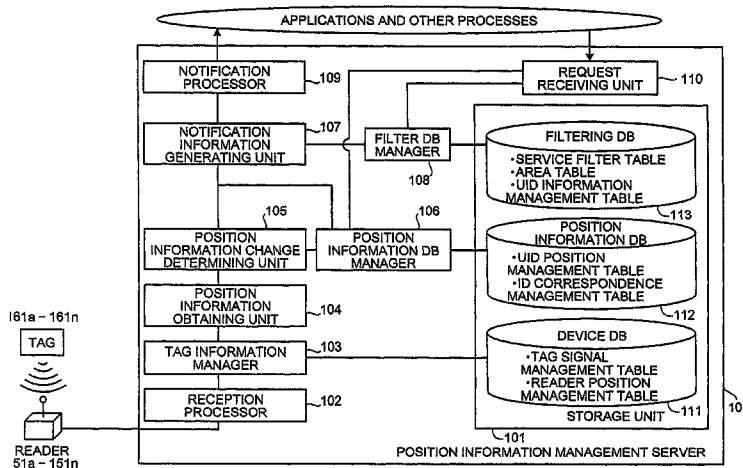 APPLICATIONS AND OTHER PROCESSES
NOTIFICATION
PROCESSOR
109
REQUEST
RECEIVING UNIT
110
NOTIFICATION
INFORMATION
GENERATING UNIT
107
FILTER DB
MANAGER
108
FILTERING DB
•SERVICE FILTER TABLE
•AREA TABLE
•UID INFORMATION
MANAGEMENT TABLE
113
POSITION
INFORMATION CHANGE
DETERMINING UNIT
105
POSITION
INFORMATION DB
MANAGER
106
POSITION
INFORMATION DB
•UID POSITION
MANAGEMENT TABLE
•ID CORRESPONDENCE
MANAGEMENT TABLE
112
POSITION
INFORMATION
OBTAINING UNIT
104
TAG INFORMATION
MANAGER
103
DEVICE DB
•TAG SIGNAL
MANAGEMENT TABLE
•READER POSITION
MANAGEMENT TABLE
111
RECEPTION
PROCESSOR
102
STORAGE UNIT
101
10
POSITION INFORMATION MANAGEMENT SERVER
161a - 161n
TAG
READER
51a - 151n